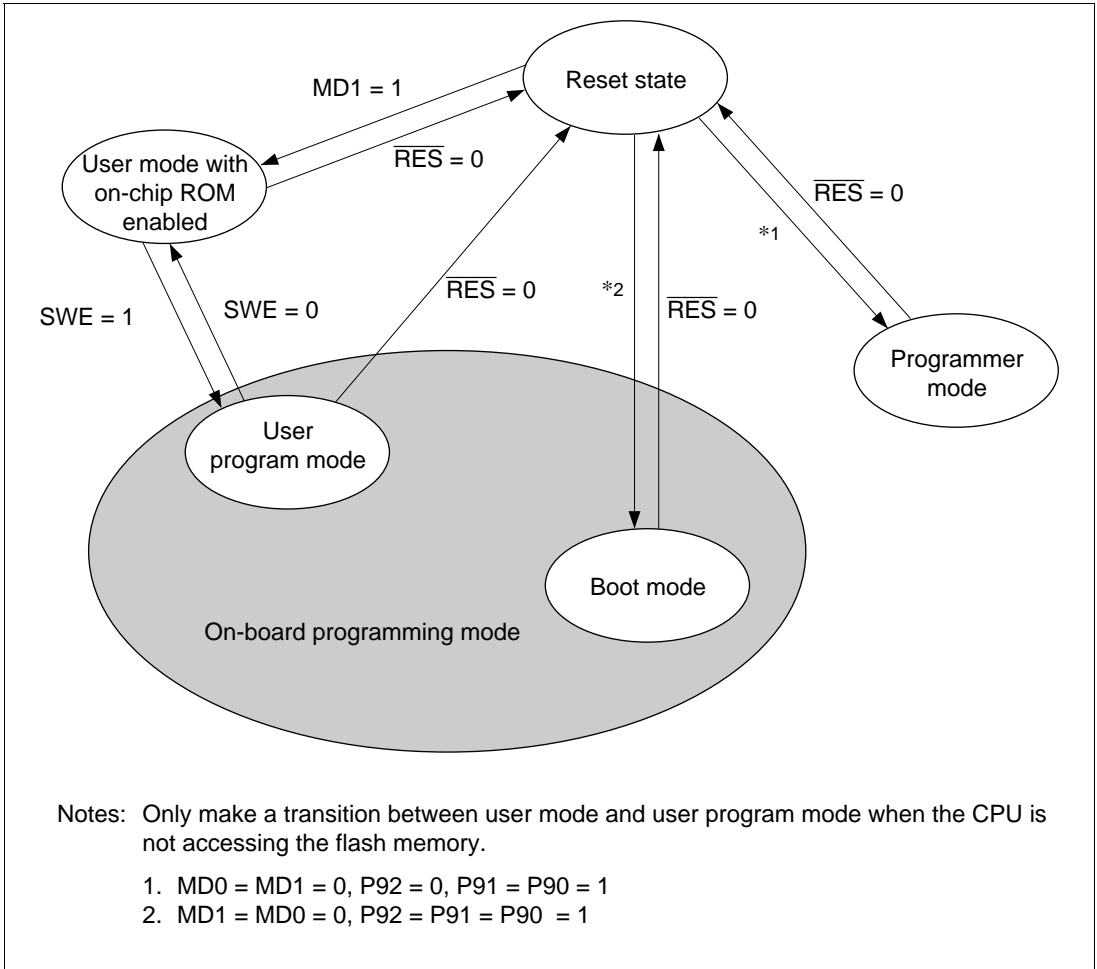 Reset state
MD1 = 1
RES = 0
User mode with
on-chip ROM
enabled
RES = 0
*1
SWE = 1
SWE = 0
RES = 0
*2
RES = 0
Programmer
mode
User
program mode
Boot mode
On-board programming mode
Notes: Only make a transition between user mode and user program mode when the CPU is
not accessing the flash memory.
1. MD0 = MD1 = 0, P92 = 0, P91 = P90 = 1
2. MD1 = MD0 = 0, P92 = P91 = P90 = 1